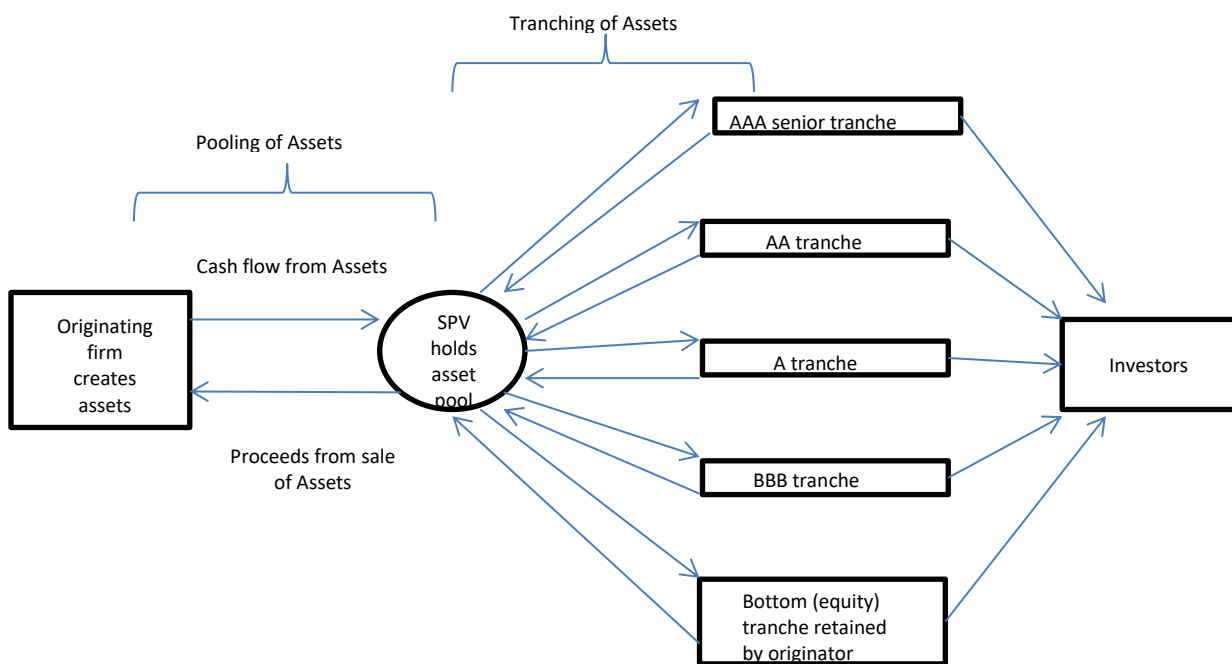 Tranching of Assets
Pooling of Assets
Cash flow from Assets
Originating
firm
creates
assets
Proceeds from sale
of Assets
SPV
holds
asset
pool
AAA senior tranche
AA tranche
A tranche
BBB tranche
Bottom (equity)
tranche retained
by originator
Investors